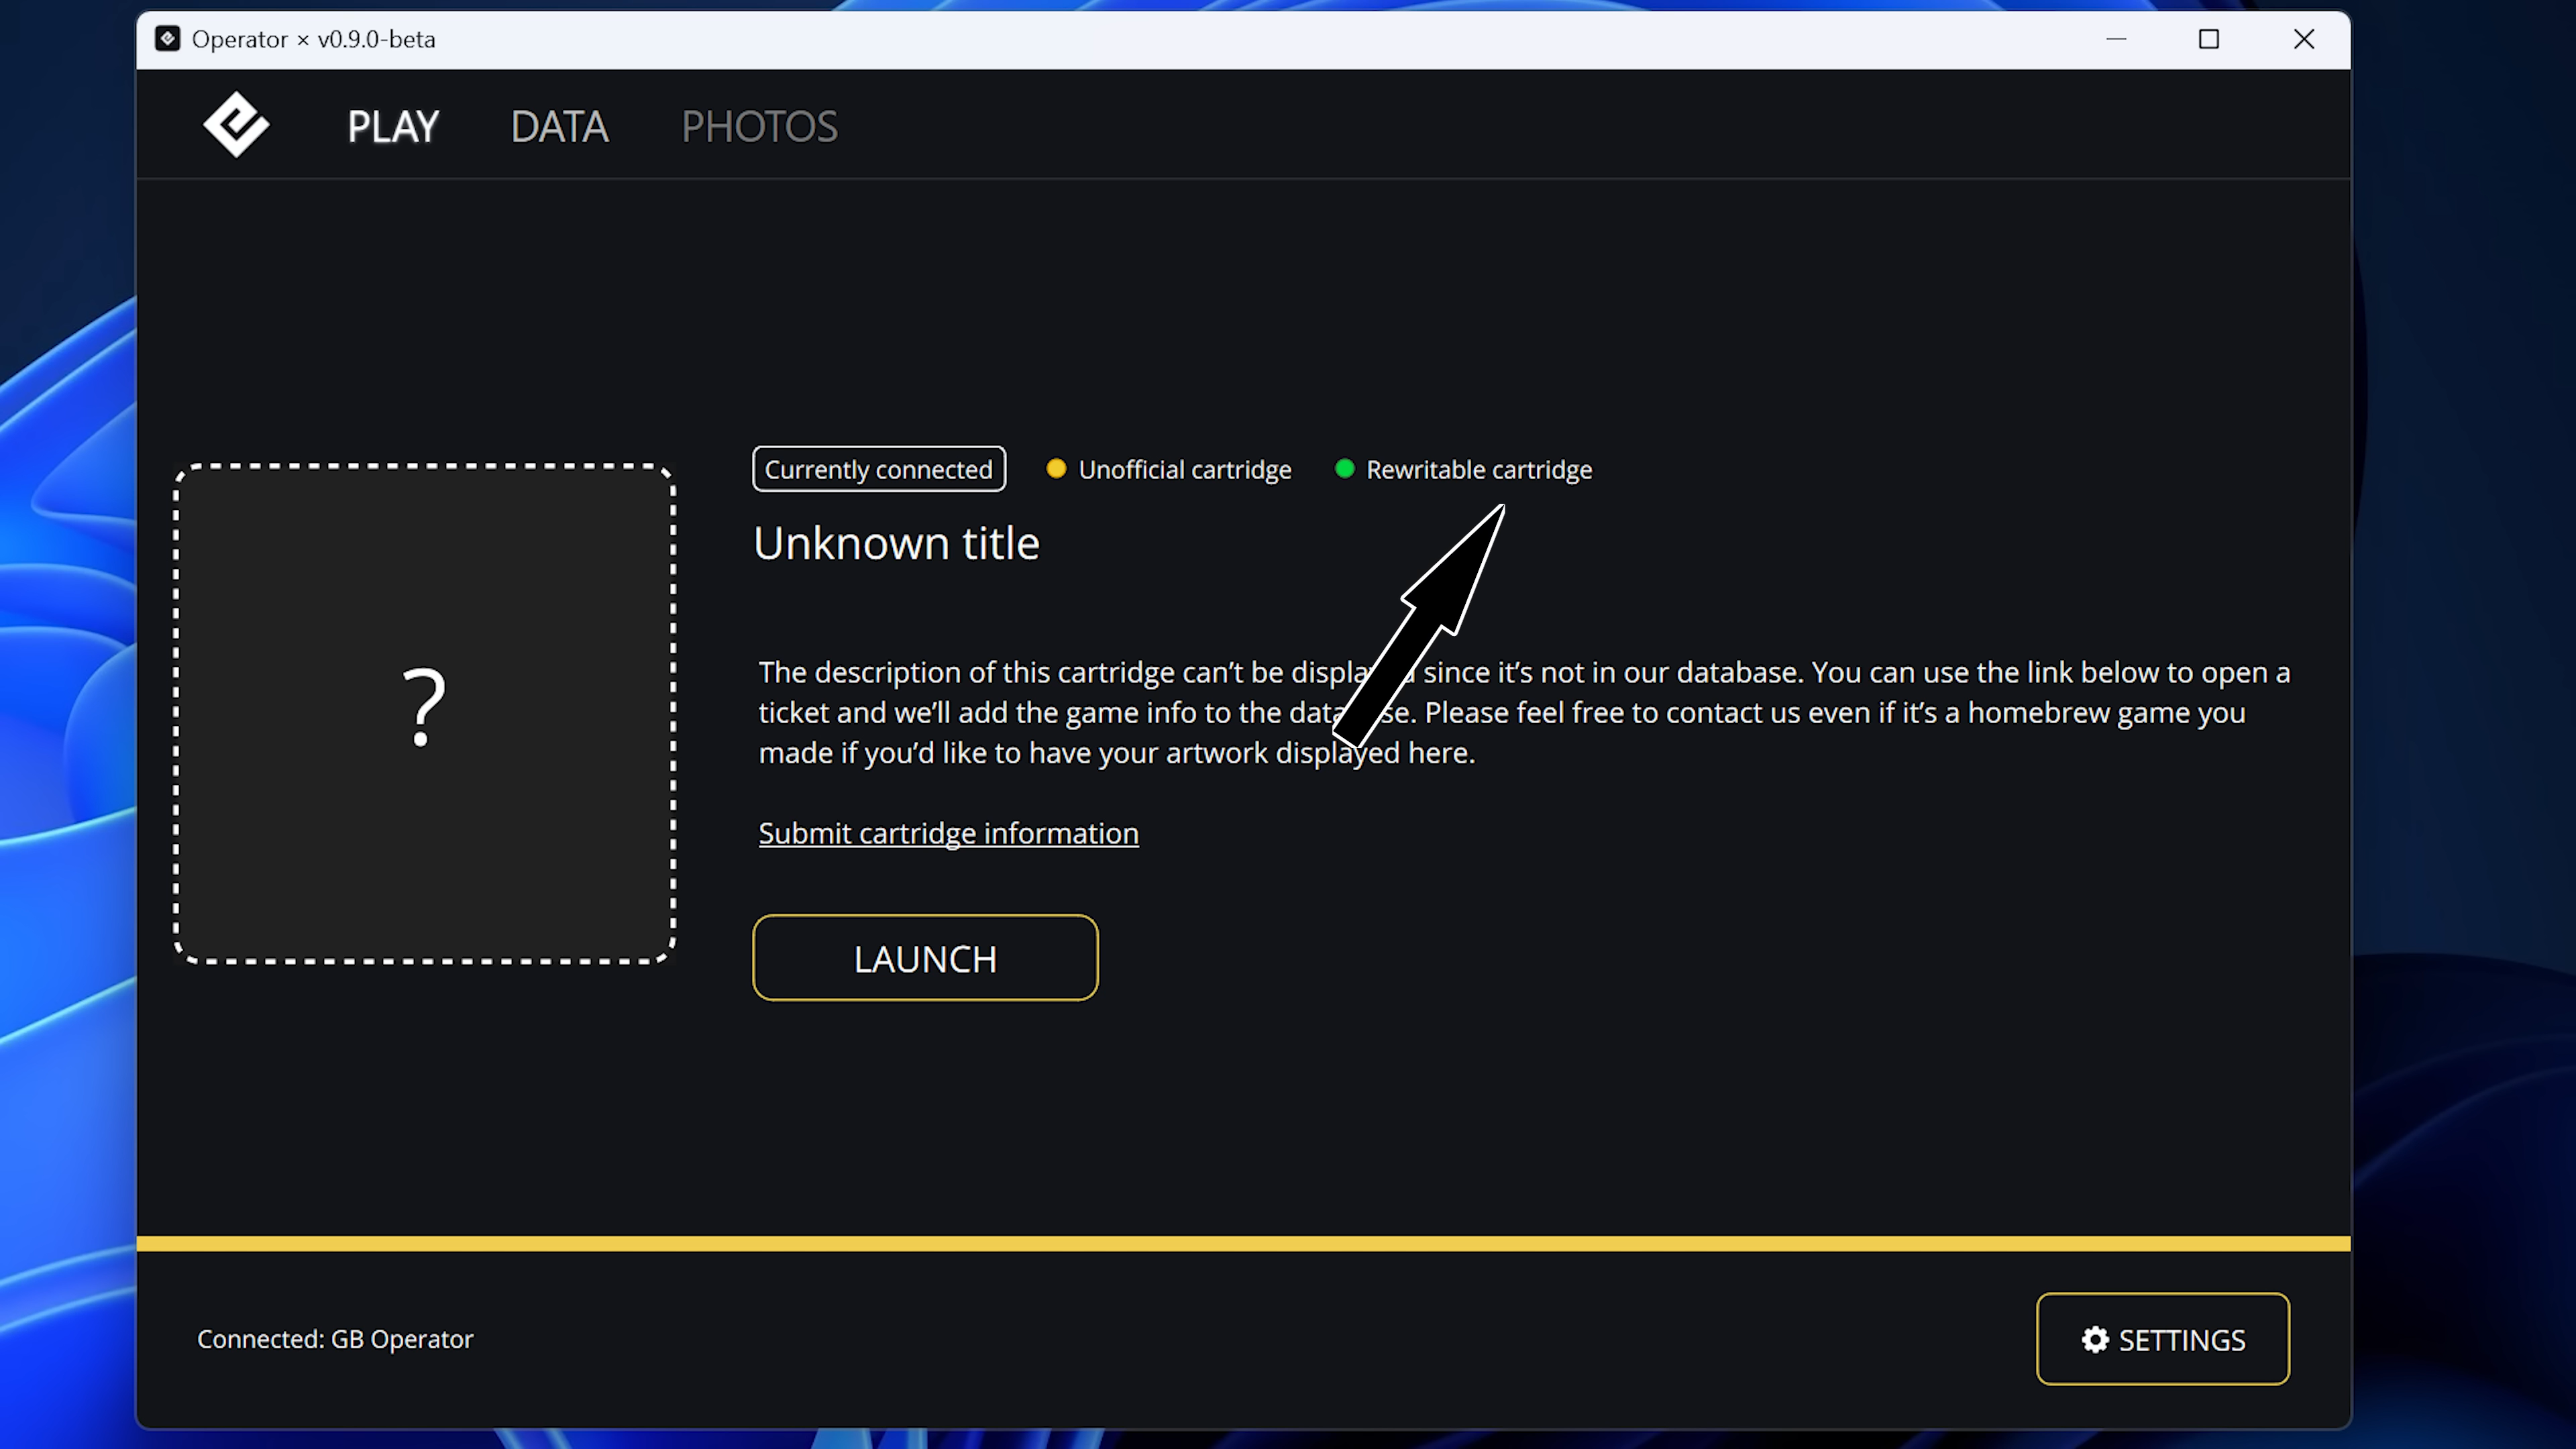 Operator × v0.9.0-beta
PLAY DATA PHOTOS
Currently connected Unofficial cartridge Rewritable cartridge
Unknown title
?
The description of this cartridge can’t be since it’s not in our database. You can use the link below to open a
ticket and we’ll add the game info to the Please feel free to contact us even if it’s a homebrew game you
made if you’d like to have your artwork displayed here.
Submit cartridge information
LAUNCH
Connected: GB Operator
SETTINGS